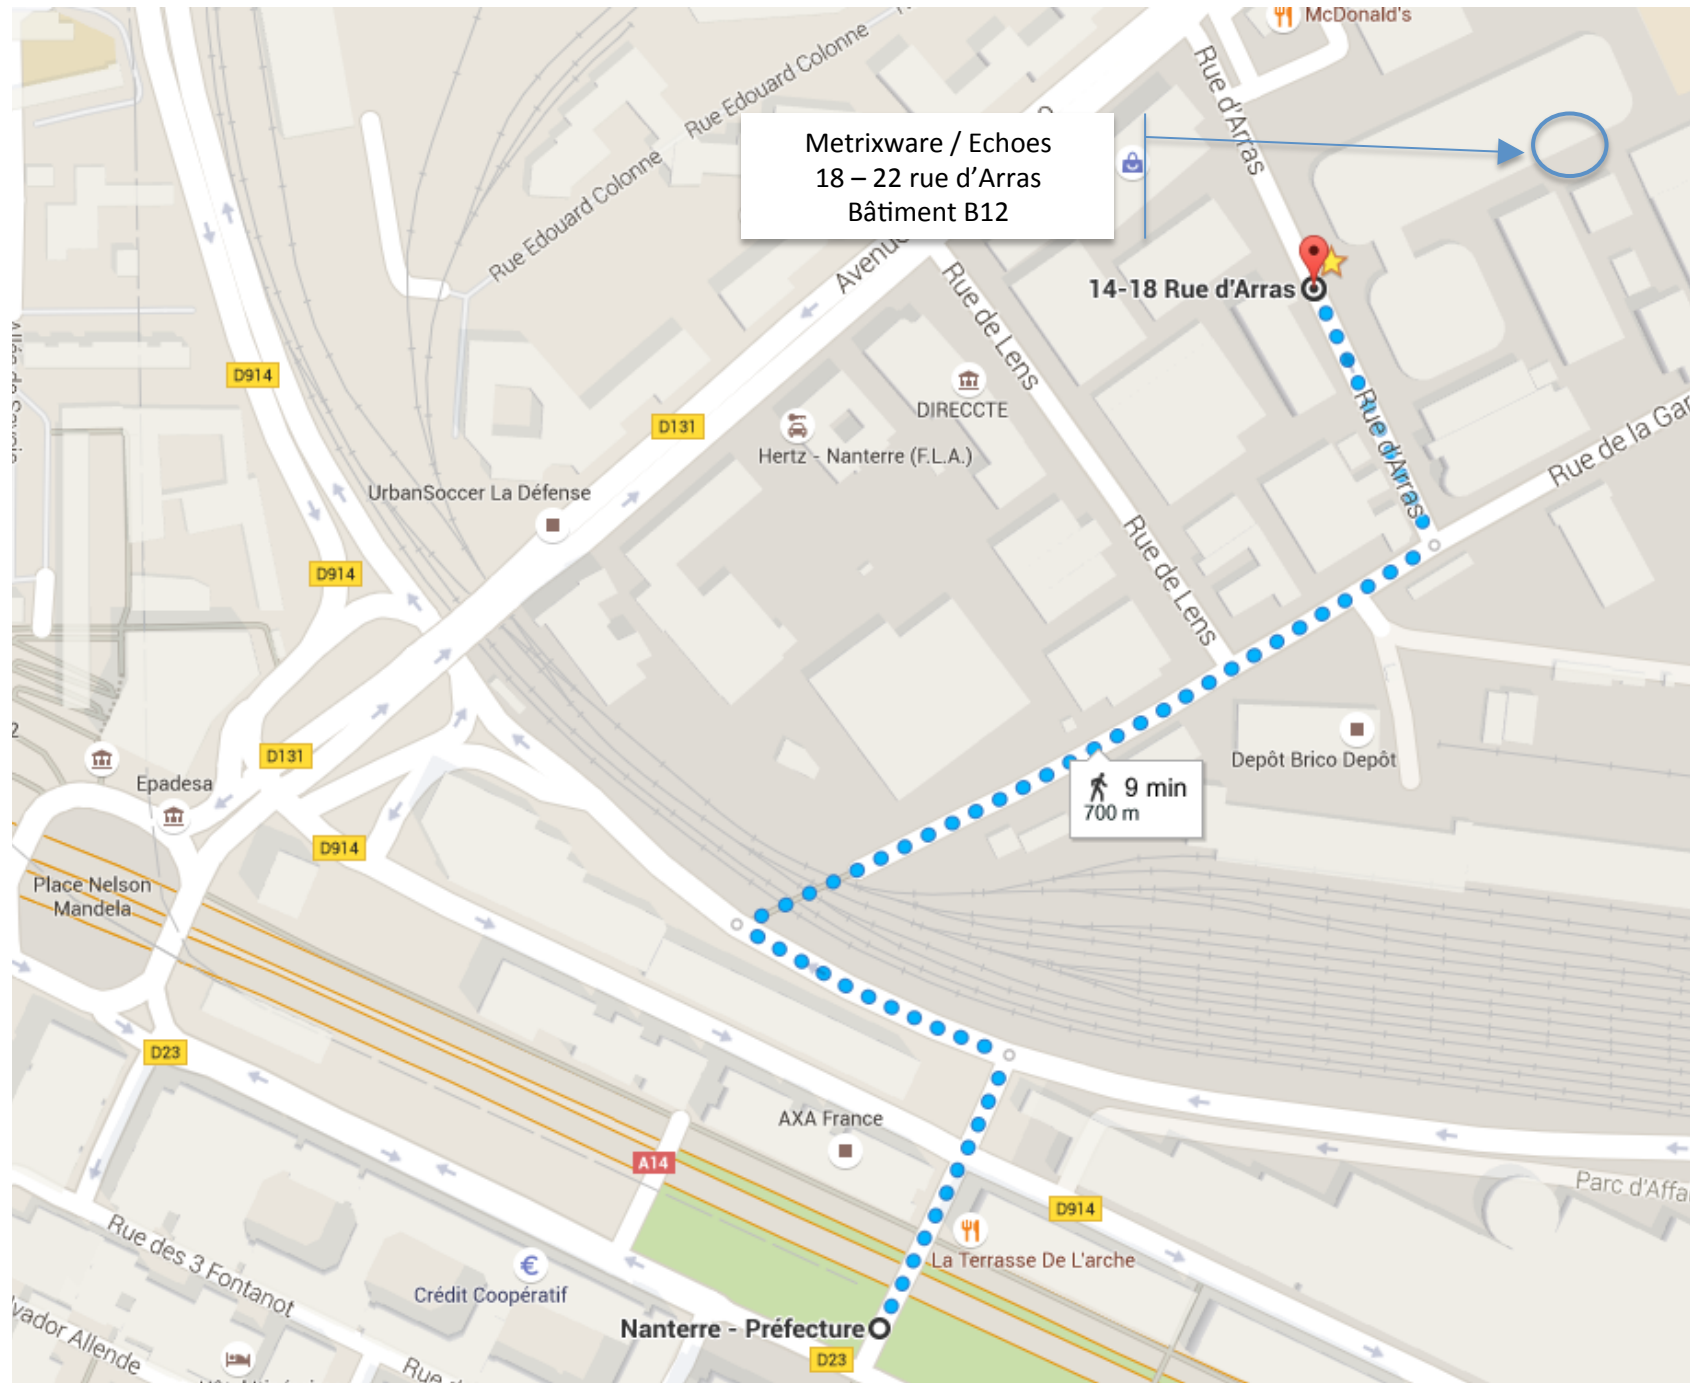 McDonald's
Rue Edouard Colonne
Rue d'Arras
Metrixware / Echoes
18 – 22 rue d'Arras
Bâtiment B12
Rue Edouard Colonne
Avenue
14-18 Rue d'Arras
Rue de Lens
D914
DIRECCTE
Rue d'Arras
D131
Hertz - Nanterre (F.L.A.)
Rue de la Gar
UrbanSoccer La Défense
D914
Rue de Lens
D131
Depôt Brico Depôt
Epadesa
9 min
700 m
D914
Place Nelson
Mandela
D23
AXA France
A14
Parc d'Affa
D914
Rue des 3 Fontanot
La Terrasse De L'arche
Crédit Coopératif
Nanterre - Préfecture
vador Allende
D23
Rue